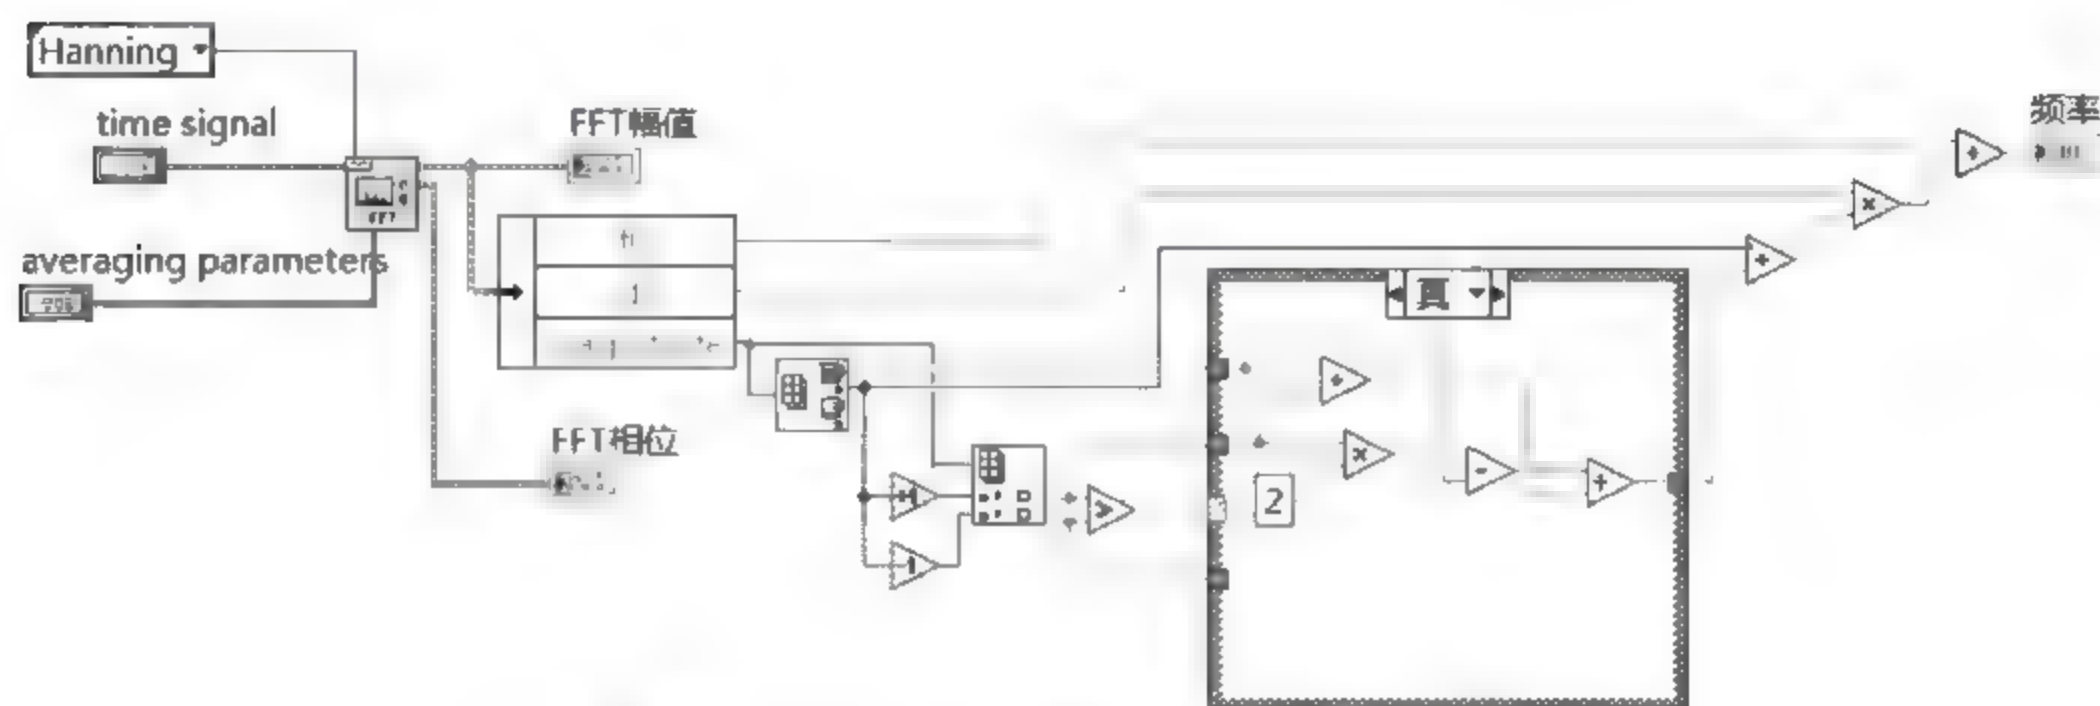 Hanning
time signal
FFT幅值
频率
averaging parameters
真
FFT相位
2